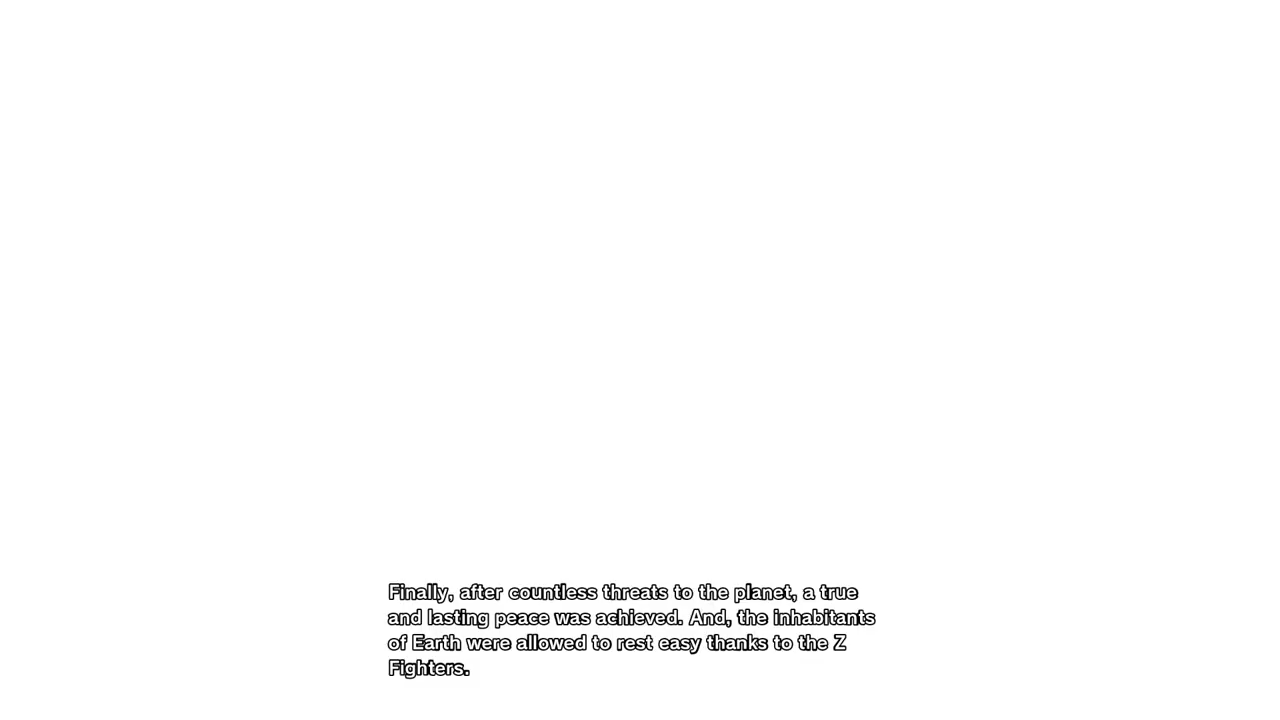 Finally, after countless threats to the planet, a true
and lasting peace was achieved. And, the inhabitants
of Earth were allowed to rest easy thanks to the Z
Fighters.